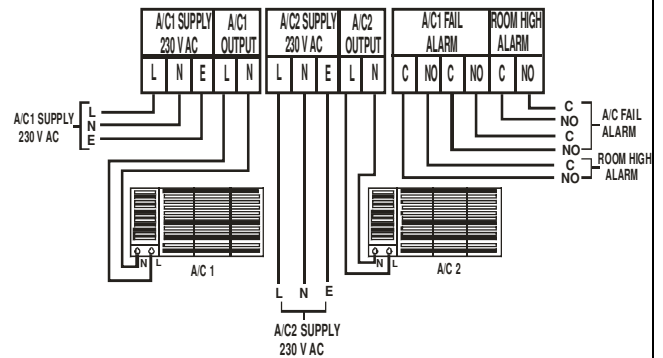 A/C1 SUPPLY 230 V AC
A/C1 OUTPUT
A/C2 SUPPLY 230 V AC
A/C2 OUTPUT
A/C1 FAIL ALARM
ROOM HIGH ALARM
L N E L N L N E L N C NO C NO C NO
A/C1 SUPPLY 230 V AC
L
N
E
C
NO
C
NO
A/C FAIL ALARM
C
NO
ROOM HIGH ALARM
N L
A/C 1
N L
A/C 2
L N E
A/C2 SUPPLY
230 V AC